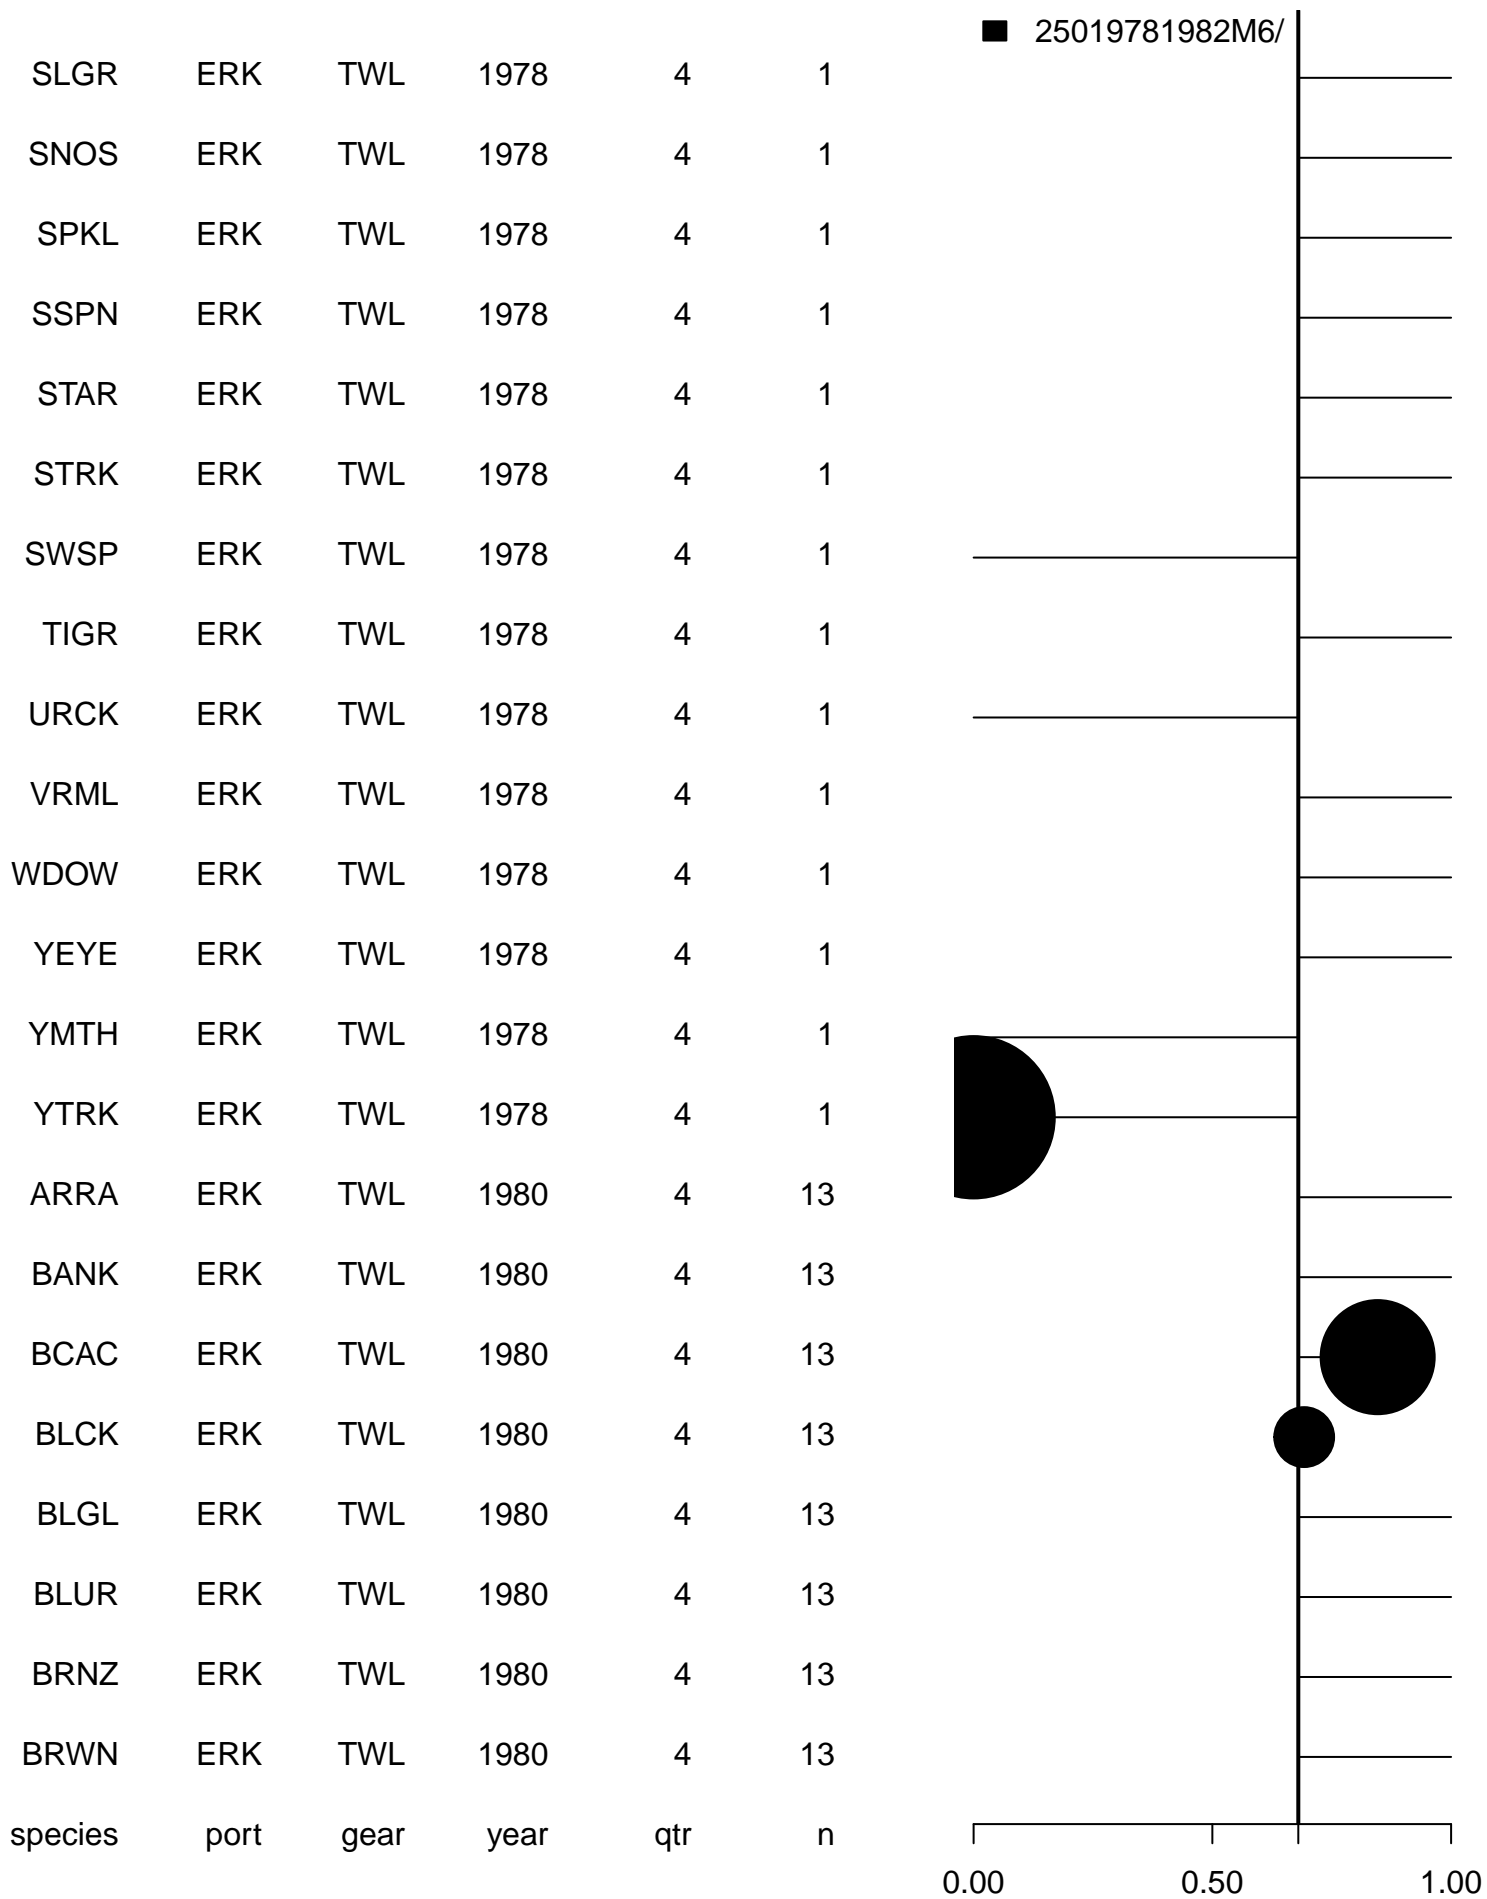 25019781982M6/
SLGR ERK TWL 1978 4 1
SNOS ERK TWL 1978 4 1
SPKL ERK TWL 1978 4 1
SSPN ERK TWL 1978 4 1
STAR ERK TWL 1978 4 1
STRK ERK TWL 1978 4 1
SWSP ERK TWL 1978 4 1
TIGR ERK TWL 1978 4 1
URCK ERK TWL 1978 4 1
VRML ERK TWL 1978 4 1
WDOW ERK TWL 1978 4 1
YEYE ERK TWL 1978 4 1
YMTH ERK TWL 1978 4 1
YTRK ERK TWL 1978 4 1
ARRA ERK TWL 1980 4 13
BANK ERK TWL 1980 4 13
BCAC ERK TWL 1980 4 13
BLCK ERK TWL 1980 4 13
BLGL ERK TWL 1980 4 13
BLUR ERK TWL 1980 4 13
BRNZ ERK TWL 1980 4 13
BRWN ERK TWL 1980 4 13
species port gear year qtr n
0.00 0.50 1.00